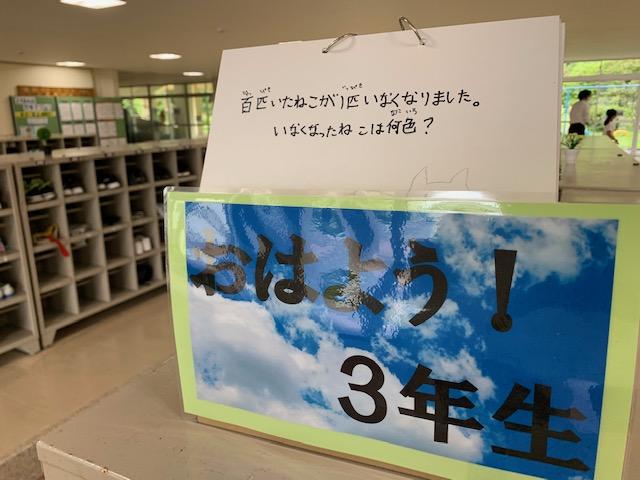 百匹いたねこが1匹いなくなりました。
いなくなったねこは何色?
おはよう!
3年生